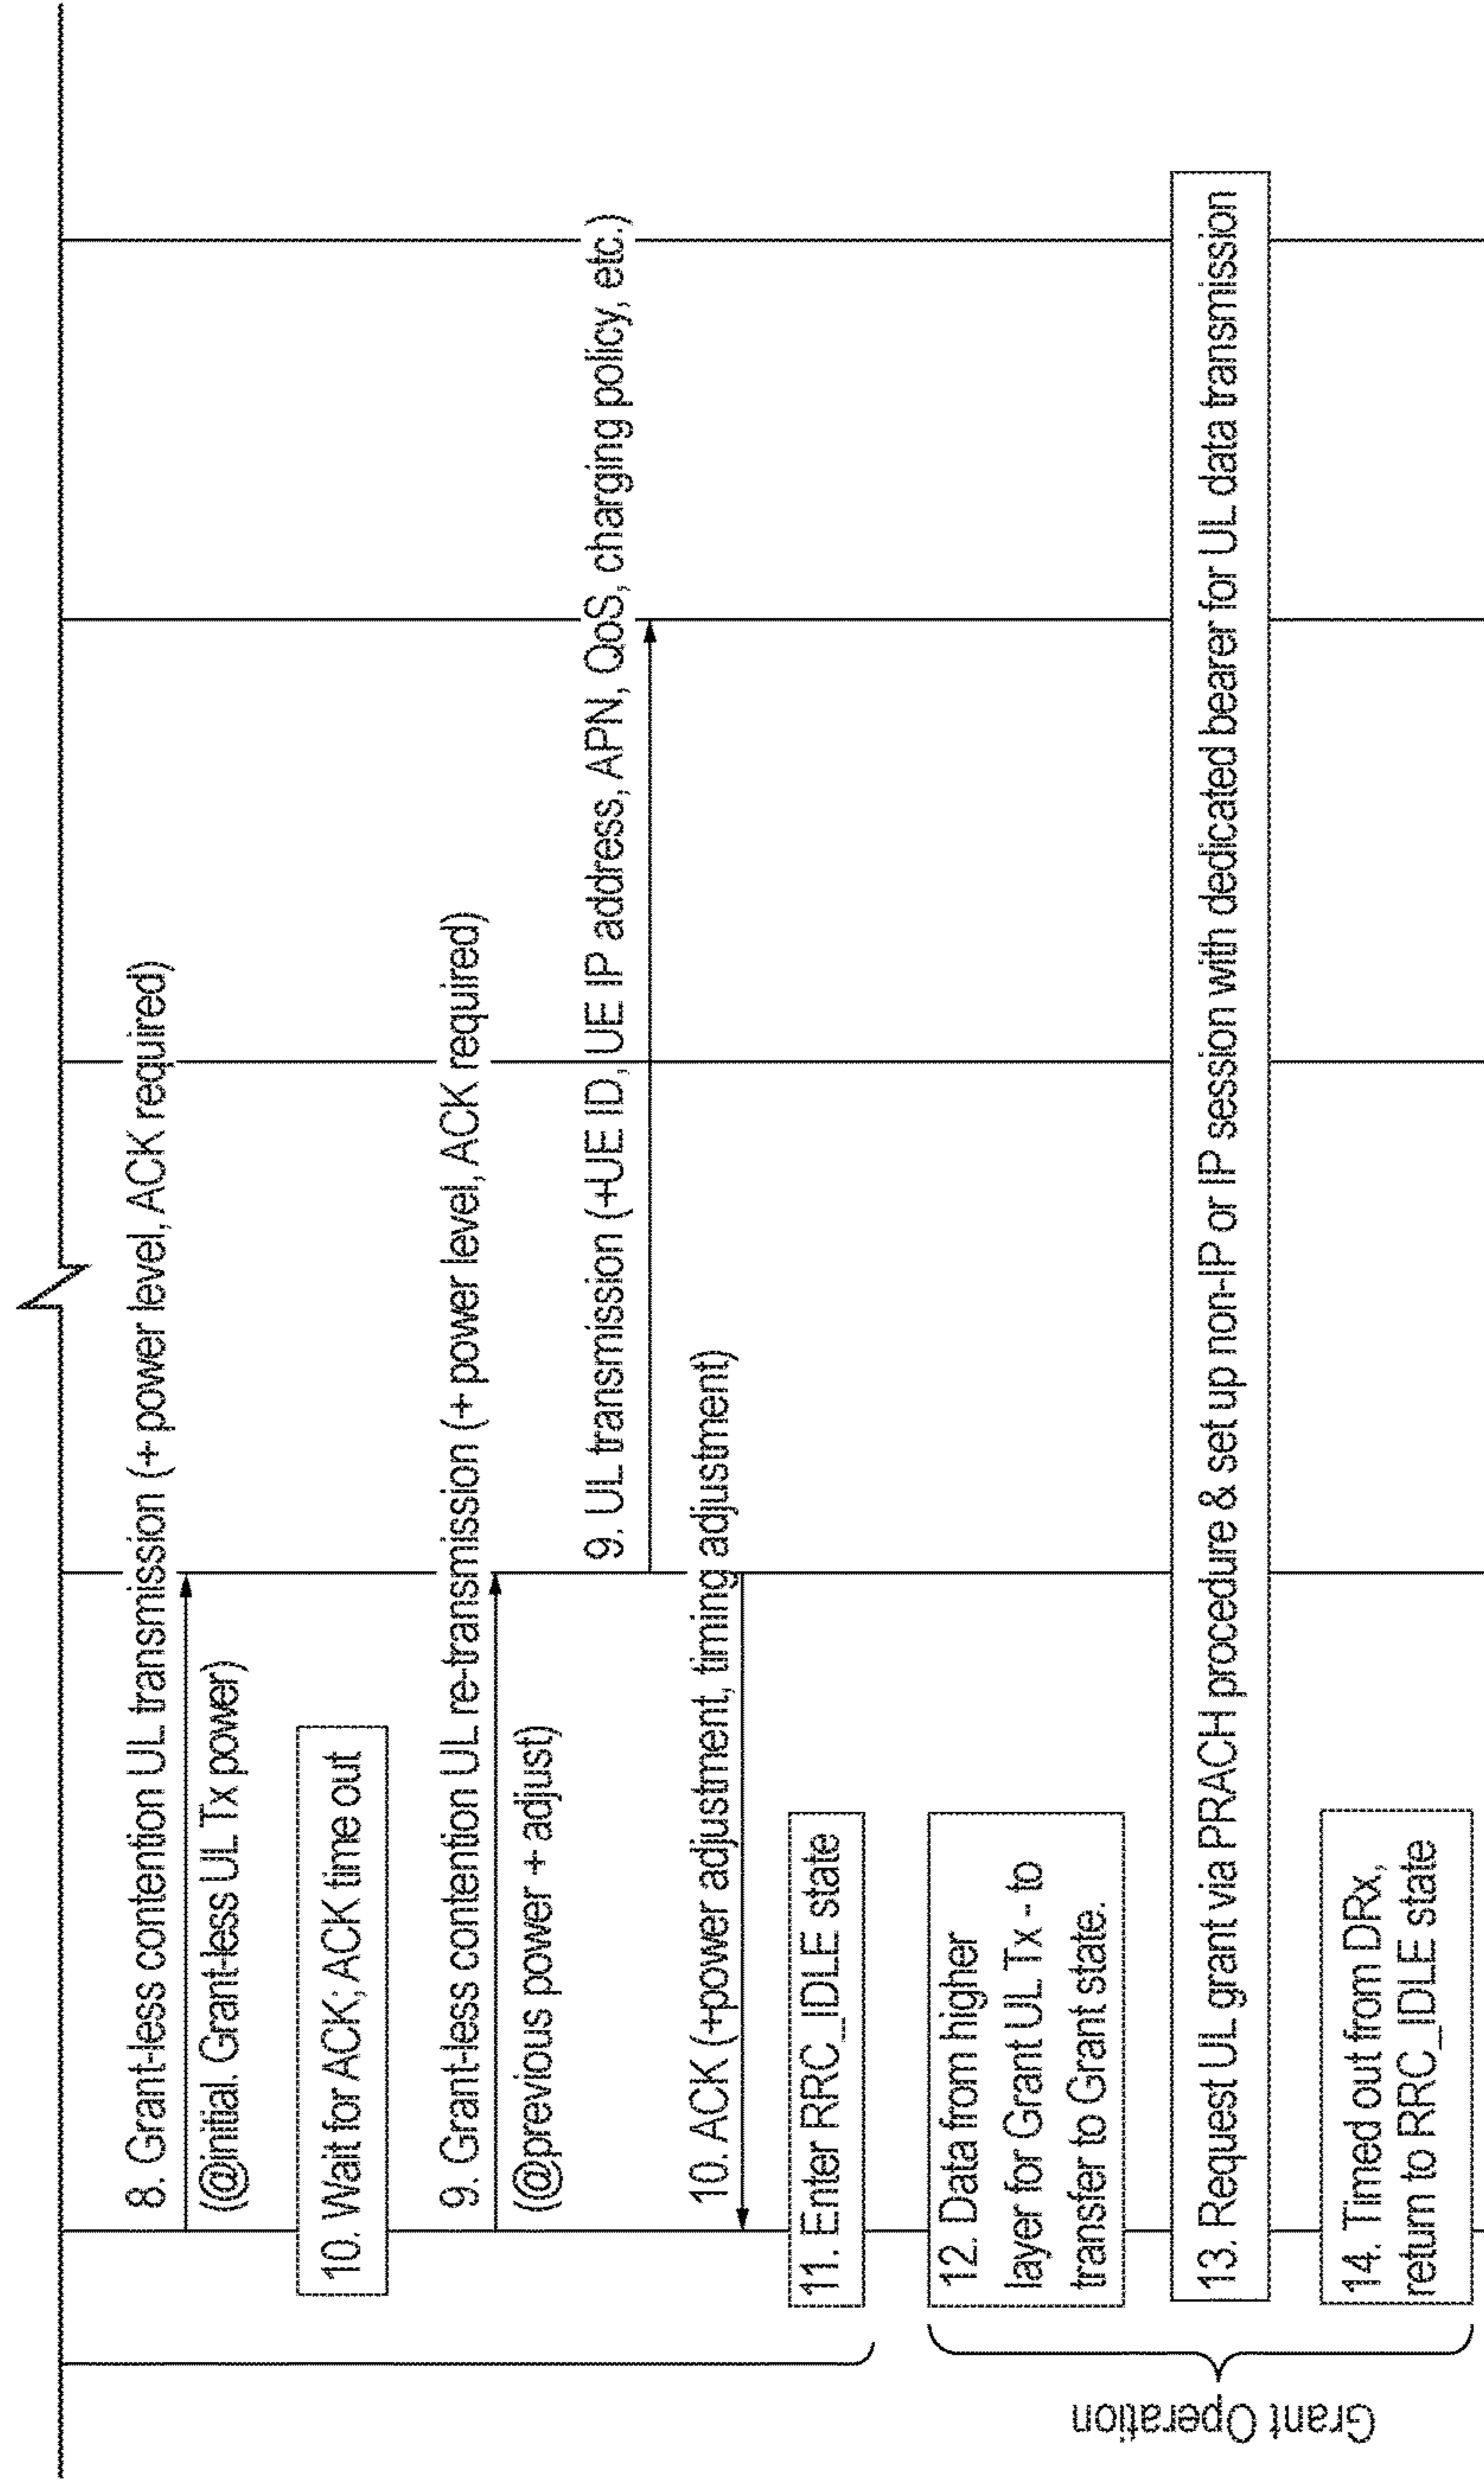 8. Grant-less contention UL transmission (+ power level, ACK required)
(@initial. Grant-less UL Tx power)
10. Wait for ACK; ACK time out
9. Grant-less contention UL re-transmission (+ power level, ACK required)
(@previous power + adjust)
9. UL transmission (+UE ID, UE IP address, APN, QoS, charging policy, etc.)
10. ACK (+power adjustment, timing adjustment)
11. Enter RRC_IDLE state
Grant Operation
12. Data from higher
layer for Grant UL Tx - to
transfer to Grant state.
13. Request UL grant via PRACH procedure & set up non-IP or IP session with dedicated bearer for UL data transmission
14. Timed out from DRx,
return to RRC_IDLE state